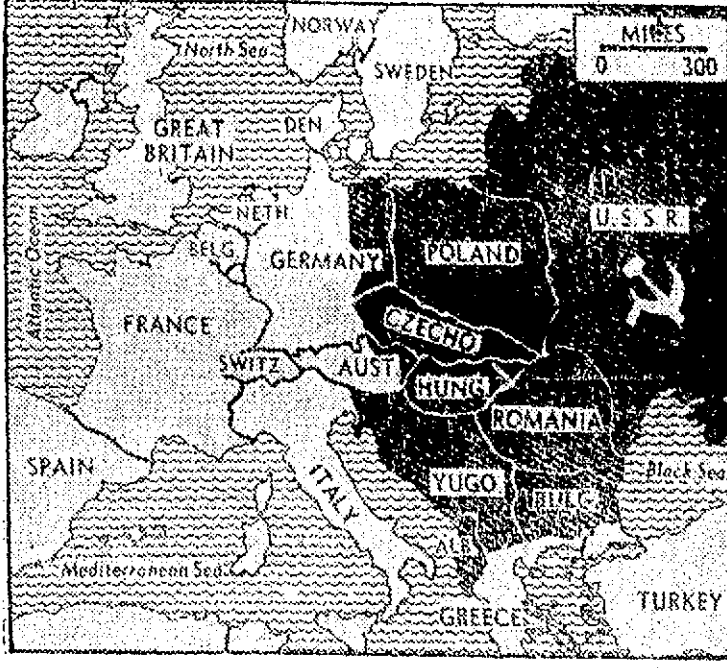 NORWAY
MILES
0 300
North Sea
SWEDEN
DEN
GREAT
BRITAIN
NETH
U.S.S.R.
BELG
GERMANY
POLAND
Atlantic Ocean
FRANCE
CZECHO
SWITZ
AUST
HUNG
ROMANIA
SPAIN
ITALY
YUGO
BULG
Black Sea
ALB
Mediterranean Sea
GREECE
TURKEY